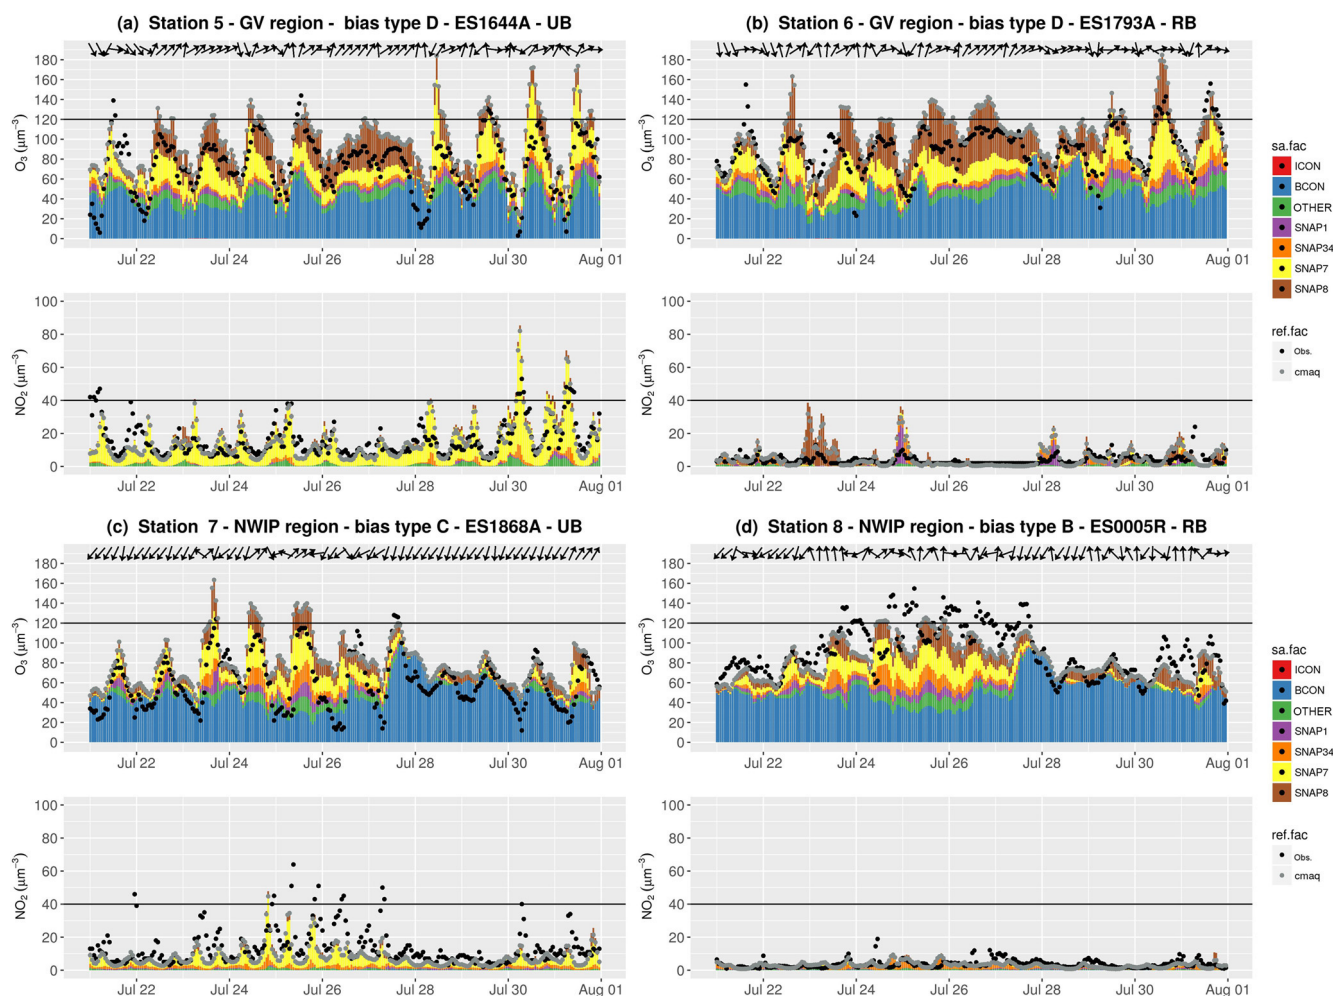 (a) Station 5 - GV region - bias type D - ES1644A - UB
O₃ (μm⁻³)
180
160
140
120
100
80
60
40
20
0
Jul 22 Jul 24 Jul 26 Jul 28 Jul 30 Aug 01
NO₂ (μm⁻³)
100
80
60
40
20
0
Jul 22 Jul 24 Jul 26 Jul 28 Jul 30 Aug 01
(b) Station 6 - GV region - bias type D - ES1793A - RB
O₃ (μm⁻³)
180
160
140
120
100
80
60
40
20
0
Jul 22 Jul 24 Jul 26 Jul 28 Jul 30 Aug 01
NO₂ (μm⁻³)
100
80
60
40
20
0
Jul 22 Jul 24 Jul 26 Jul 28 Jul 30 Aug 01
sa.fac
ICON
BCON
OTHER
SNAP1
SNAP34
SNAP7
SNAP8
ref.fac
Obs.
cmaq
(c) Station 7 - NWIP region - bias type C - ES1868A - UB
O₃ (μm⁻³)
180
160
140
120
100
80
60
40
20
0
Jul 22 Jul 24 Jul 26 Jul 28 Jul 30 Aug 01
NO₂ (μm⁻³)
100
80
60
40
20
0
Jul 22 Jul 24 Jul 26 Jul 28 Jul 30 Aug 01
(d) Station 8 - NWIP region - bias type B - ES0005R - RB
O₃ (μm⁻³)
180
160
140
120
100
80
60
40
20
0
Jul 22 Jul 24 Jul 26 Jul 28 Jul 30 Aug 01
NO₂ (μm⁻³)
100
80
60
40
20
0
Jul 22 Jul 24 Jul 26 Jul 28 Jul 30 Aug 01
sa.fac
ICON
BCON
OTHER
SNAP1
SNAP34
SNAP7
SNAP8
ref.fac
Obs.
cmaq